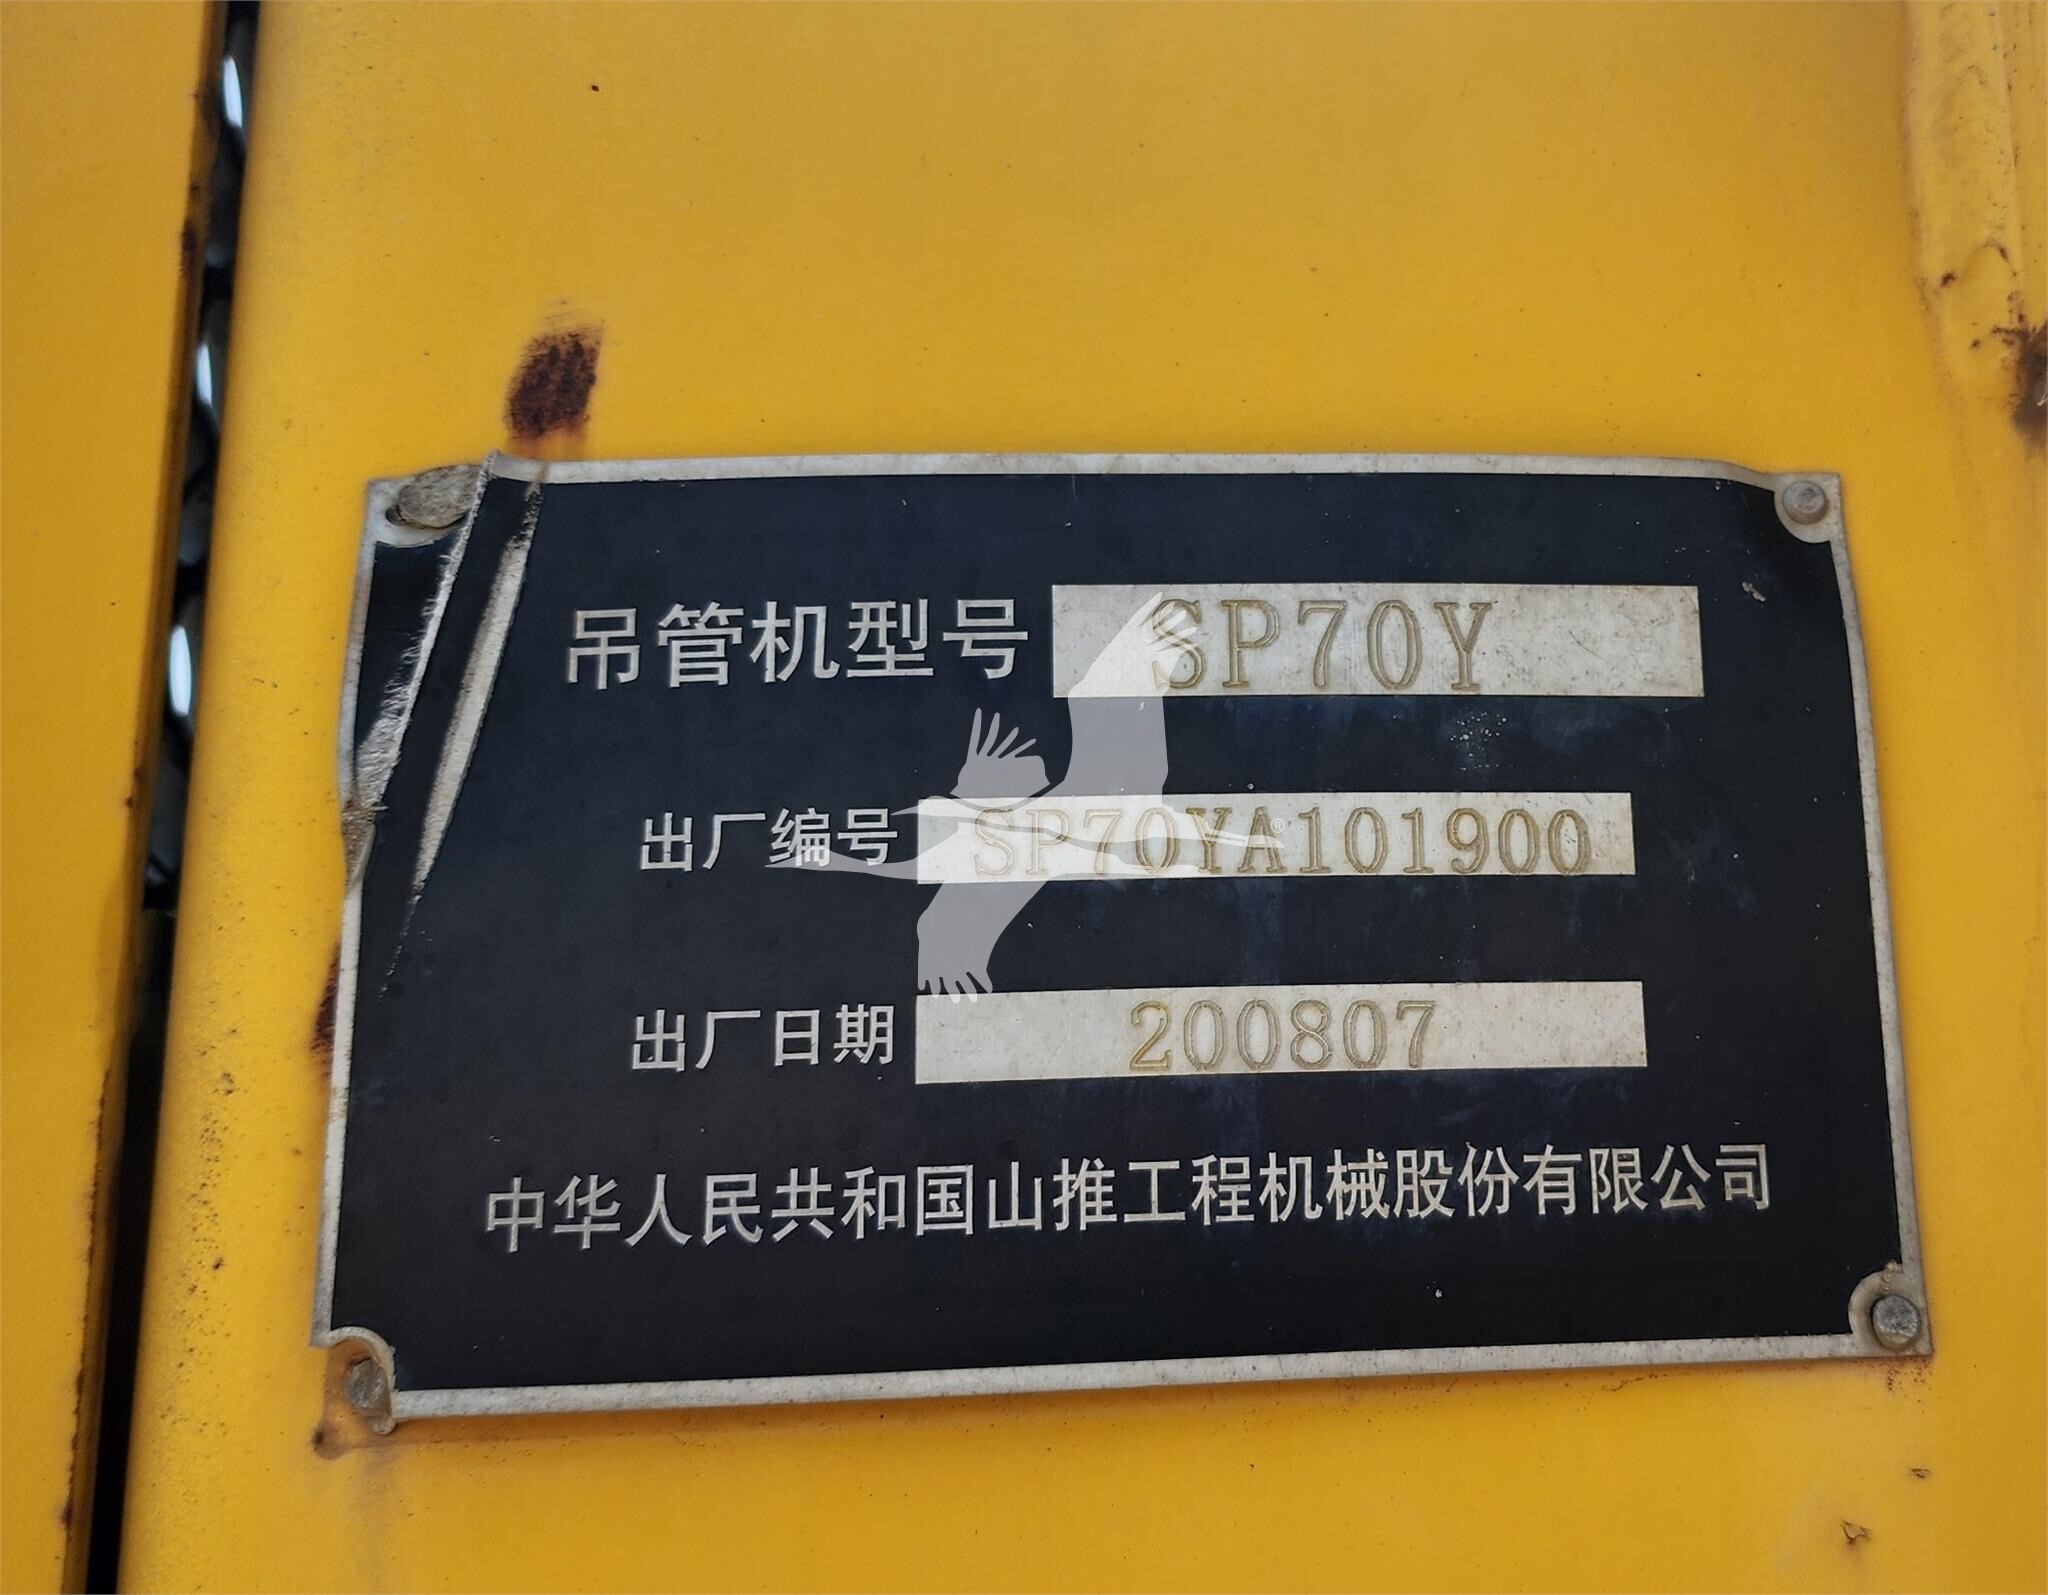 吊管机型号 SP70Y
出厂编号 SP70YA101900
出厂日期 200807
中华人民共和国山推工程机械股份有限公司